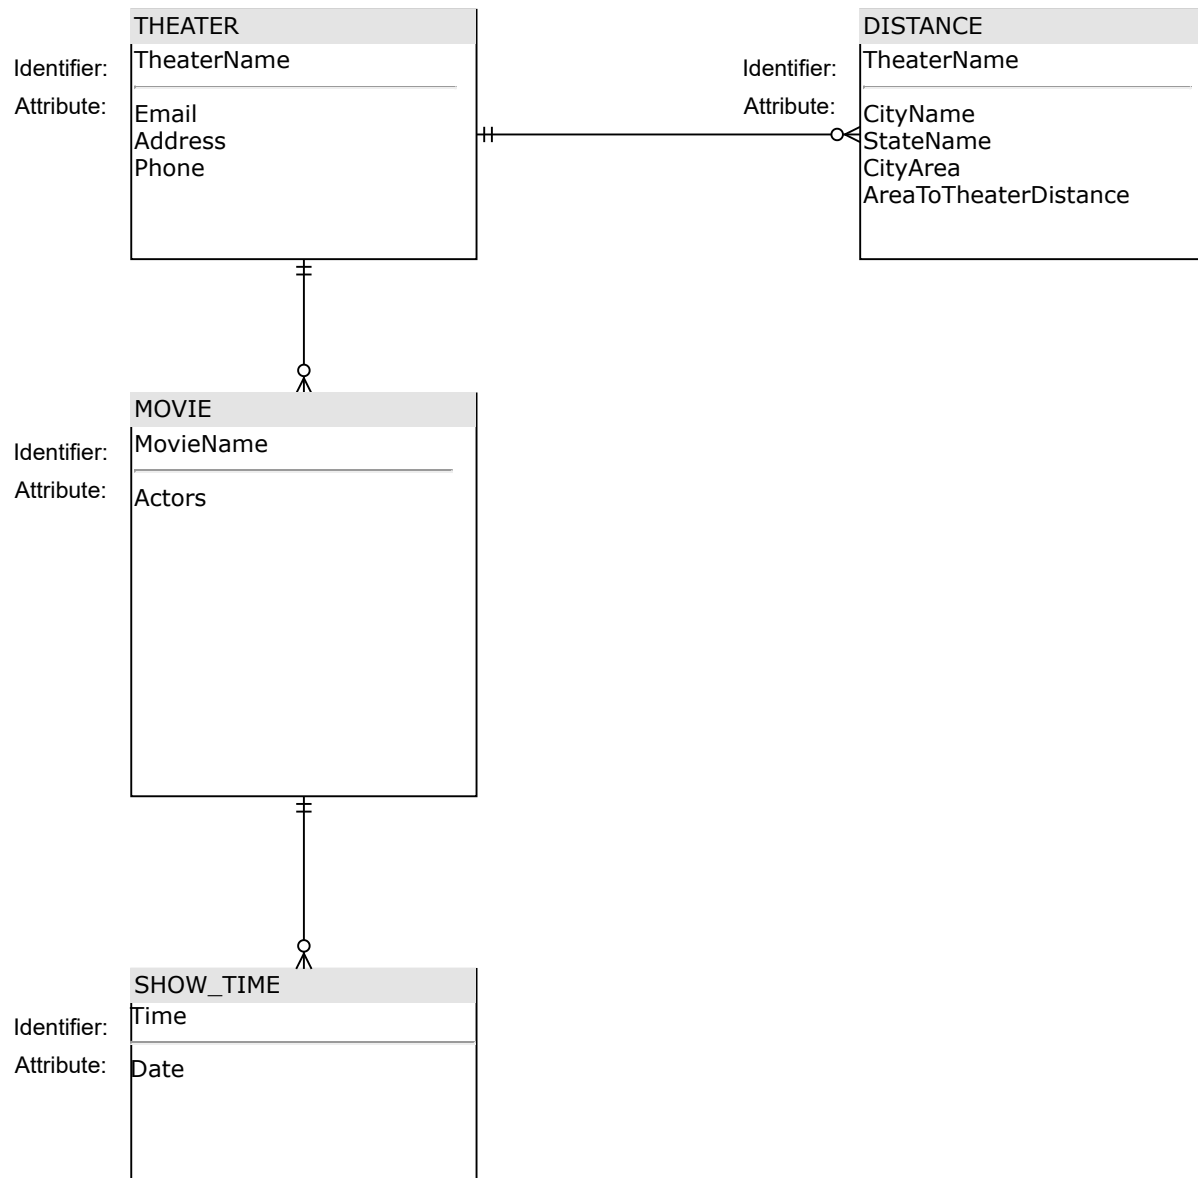 THEATER
Identifier: TheaterName
Attribute: Email
Address
Phone
DISTANCE
Identifier: TheaterName
Attribute: CityName
StateName
CityArea
AreaToTheaterDistance
MOVIE
Identifier: MovieName
Attribute: Actors
SHOW_TIME
Identifier: Time
Attribute: Date